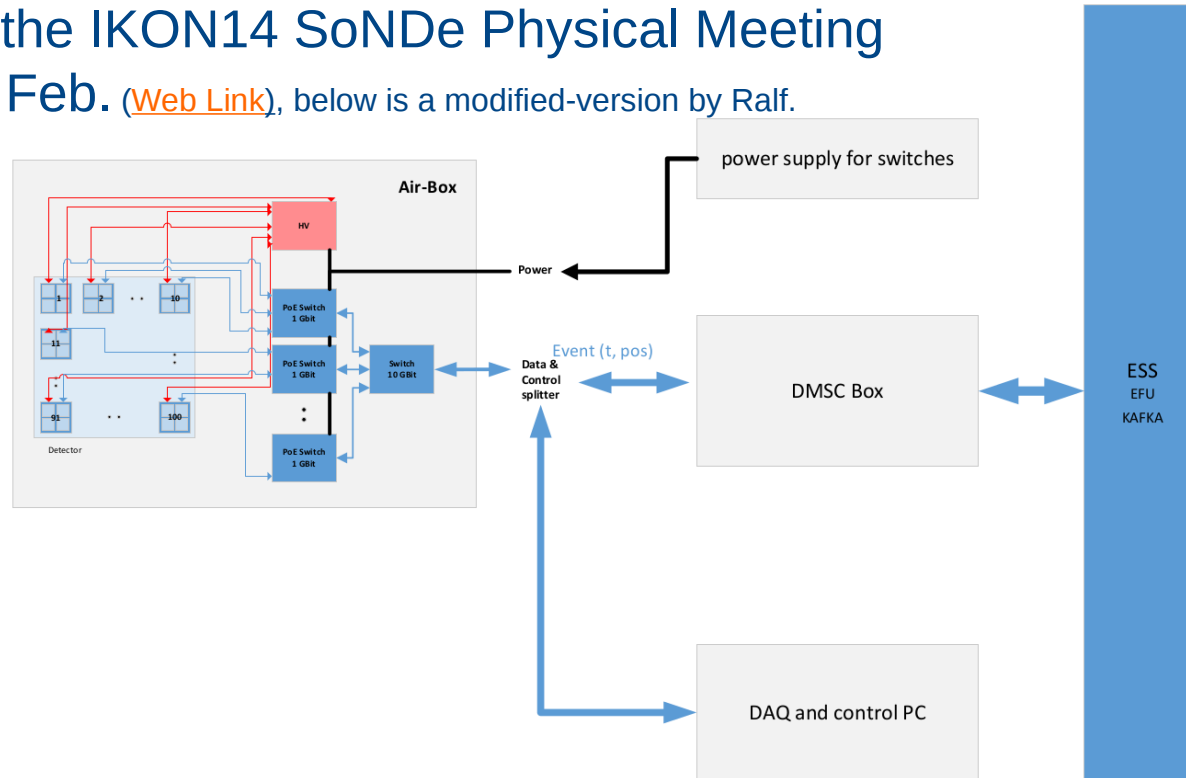 the IKON14 SoNDe Physical Meeting
Feb. (Web Link), below is a modified-version by Ralf.
power supply for switches
Air-Box
HV
Power
1
2
. .
10
PoE Switch
1 Gbit
11
:
PoE Switch
1 GBit
Switch
10 GBit
Event (t, pos)
Data &
Control
splitter
DMSC Box
ESS
EFU
KAFKA
:
:
91
. .
100
Detector
PoE Switch
1 GBit
DAQ and control PC